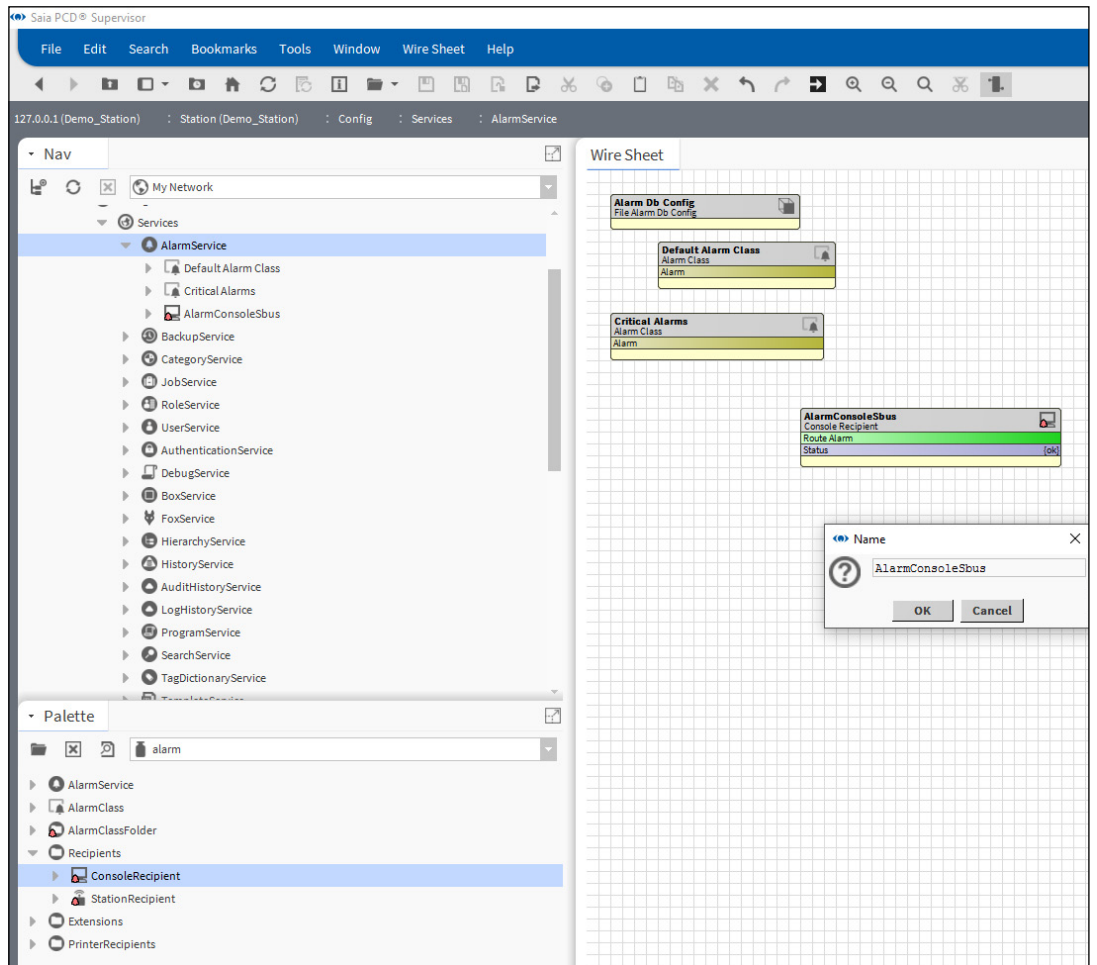 Saia PCD® Supervisor
File Edit Search Bookmarks Tools Window Wire Sheet Help
127.0.0.1 (Demo_Station) : Station (Demo_Station) : Config : Services : AlarmService
Nav
My Network
Services
AlarmService
Default Alarm Class
Critical Alarms
AlarmConsoleSbus
BackupService
CategoryService
JobService
RoleService
UserService
AuthenticationService
DebugService
BoxService
FoxService
HierarchyService
HistoryService
AuditHistoryService
LogHistoryService
ProgramService
SearchService
TagDictionaryService
Palette
alarm
AlarmService
AlarmClass
AlarmClassFolder
Recipients
ConsoleRecipient
StationRecipient
Extensions
PrinterRecipients
Wire Sheet
Alarm Db Config
File Alarm Db Config
Default Alarm Class
Alarm Class
Alarm
Critical Alarms
Alarm Class
Alarm
AlarmConsoleSbus
Console Recipient
Route Alarm
Status {ok}
Name
AlarmConsoleSbus
OK Cancel